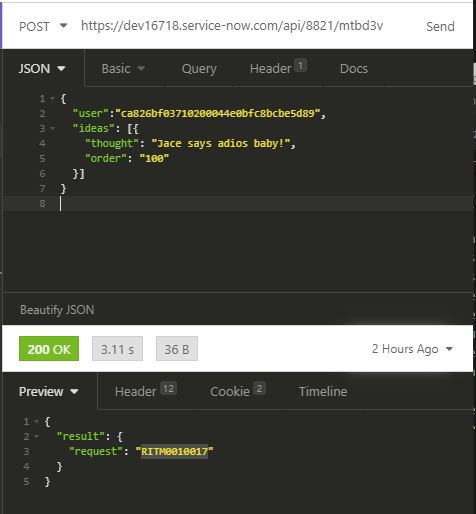 POST https://dev16718.service-now.com/api/8821/mtbd3v Send
JSON Basic Query Header 1 Docs
1 {
2 "user":"ca826bf03710200044e0bfc8bcbe5d89",
3 "ideas": [{
4 "thought": "Jace says adios baby!",
5 "order": "100"
6 }]
7 }
8
Beautify JSON
200 OK 3.11 s 36 B 2 Hours Ago
Preview Header 12 Cookie 2 Timeline
1 {
2 "result": {
3 "request": "RITM0010017"
4 }
5 }